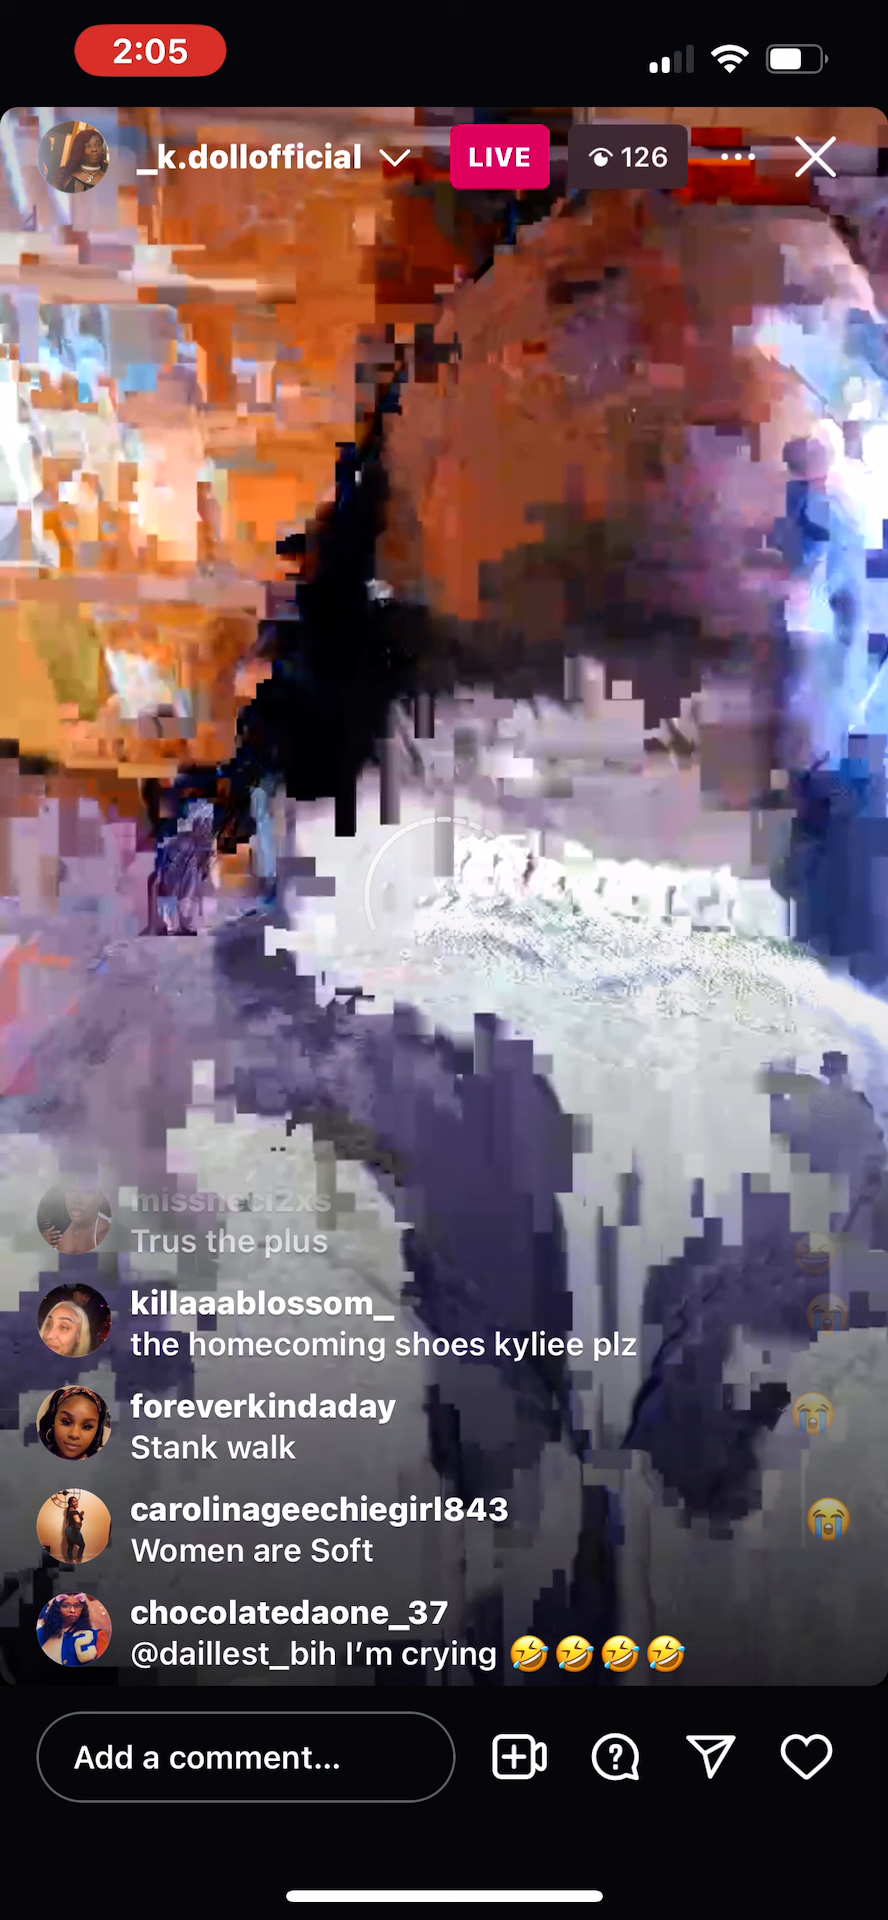 2:05
_k.dollofficial LIVE 126
missneci2xs
Trus the plus
killaaablossom_
the homecoming shoes kyliee plz
foreverkindaday
Stank walk
carolinageechiegirl843
Women are Soft
chocolatedaone_37
@daillest_bih I'm crying 🤣🤣🤣🤣
Add a comment...